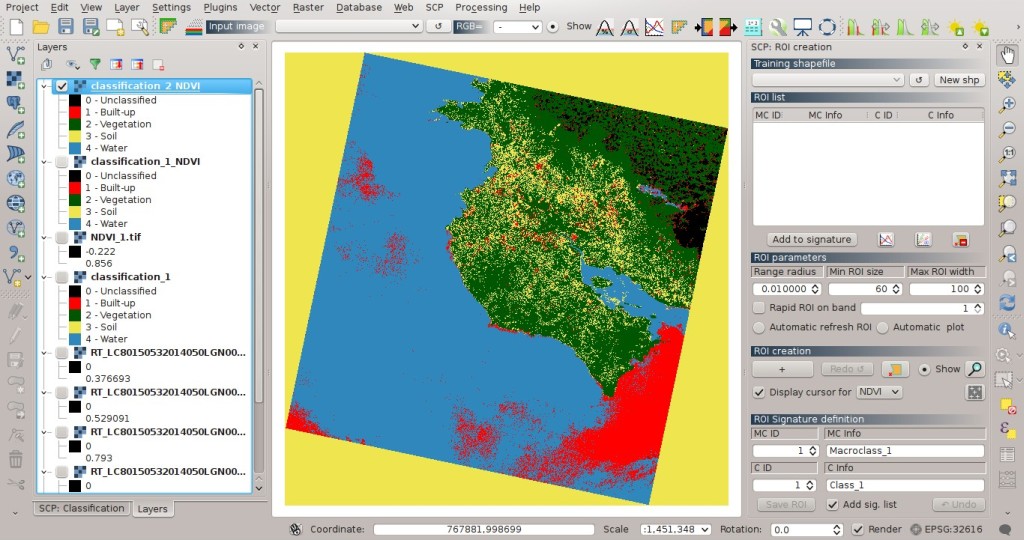 Project Edit View Layer Settings Plugins Vector Raster Database Web SCP Processing Help
Input image RGB= - Show
Layers
classification_2_NDVI
0 - Unclassified
1 - Built-up
2 - Vegetation
3 - Soil
4 - Water
classification_1_NDVI
0 - Unclassified
1 - Built-up
2 - Vegetation
3 - Soil
4 - Water
NDVI_1.tif
-0.222
0.856
classification_1
0 - Unclassified
1 - Built-up
2 - Vegetation
3 - Soil
4 - Water
RT_LC80150532014050LGN00...
0
0.376693
RT_LC80150532014050LGN00...
0
0.529091
RT_LC80150532014050LGN00...
0
0.793
RT_LC80150532014050LGN00...
0
SCP: Classification Layers
SCP: ROI creation
Training shapefile
New shp
ROI list
MC ID MC Info C ID C Info
Add to signature
ROI parameters
Range radius Min ROI size Max ROI width
0.010000 60 100
Rapid ROI on band 1
Automatic refresh ROI Automatic plot
ROI creation
+ Redo ↺ Show
Display cursor for NDVI
ROI Signature definition
MC ID MC Info
1 Macroclass_1
C ID C Info
1 Class_1
Save ROI Add sig. list Undo
Coordinate: 767881,998699 Scale :1,451,348 Rotation: 0.0 Render EPSG:32616